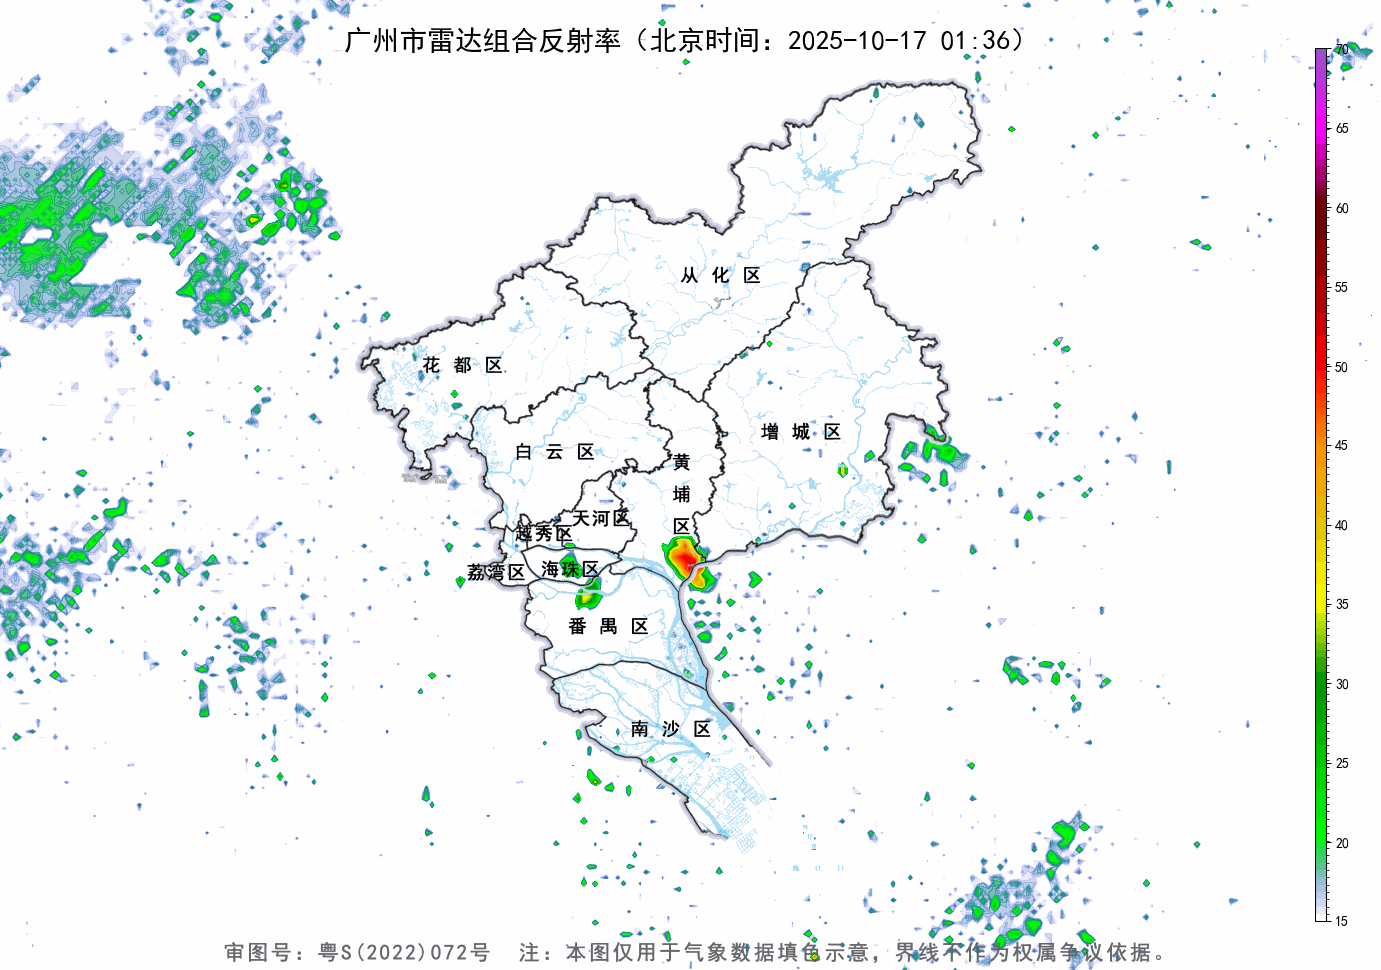 广州市雷达组合反射率（北京时间：2025-10-17 01:36）
70
65
60
55
50
45
40
35
30
25
20
15
从化区
花都区
增城区
白云区
黄埔区
天河区
越秀区
海珠区
荔湾区
番禺区
南沙区
审图号：粤S(2022)072号 注：本图仅用于气象数据填色示意，界线不作为权属争议依据。